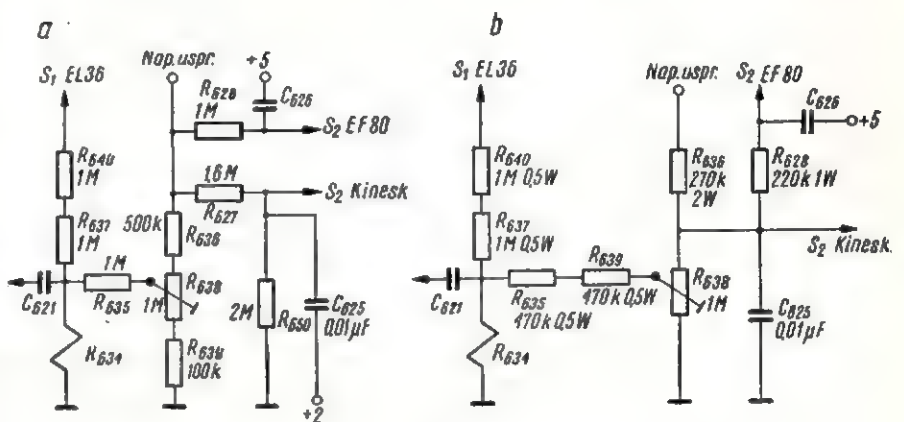 a
S₁ EL36
R₆₄₀
1M
R₆₃₇
1M
C₆₂₁
1M
R₆₃₅
R₆₃₄
Nap.uspr.
R₆₂₈
1M
+5
C₆₂₆
S₂ EF80
1,6M
R₆₂₇
S₂ Kinesk
500k
R₆₃₆
R₆₃₈
1M
100k
2M
R₆₅₀
C₆₂₅
0,01µF
+2
b
S₁ EL36
R₆₄₀
1M 0,5W
R₆₃₇
1M 0,5W
C₆₂₁
R₆₃₅
470k 0,5W
R₆₃₉
470k 0,5W
R₆₃₄
Nap.uspr.
R₆₃₆
270k
2W
R₆₃₈
1M
S₂ EF80
C₆₂₆
+5
R₆₂₈
220k 1W
S₂ Kinesk.
C₆₂₅
0,01µF